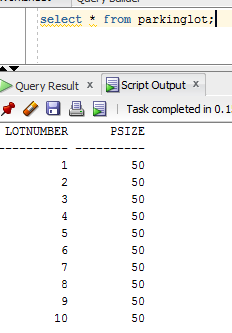 Query Builder
select * from parkinglot;
Query Result
Script Output
Task completed in 0.1
LOTNUMBER PSIZE
---------- ----------
1 50
2 50
3 50
4 50
5 50
6 50
7 50
8 50
9 50
10 50